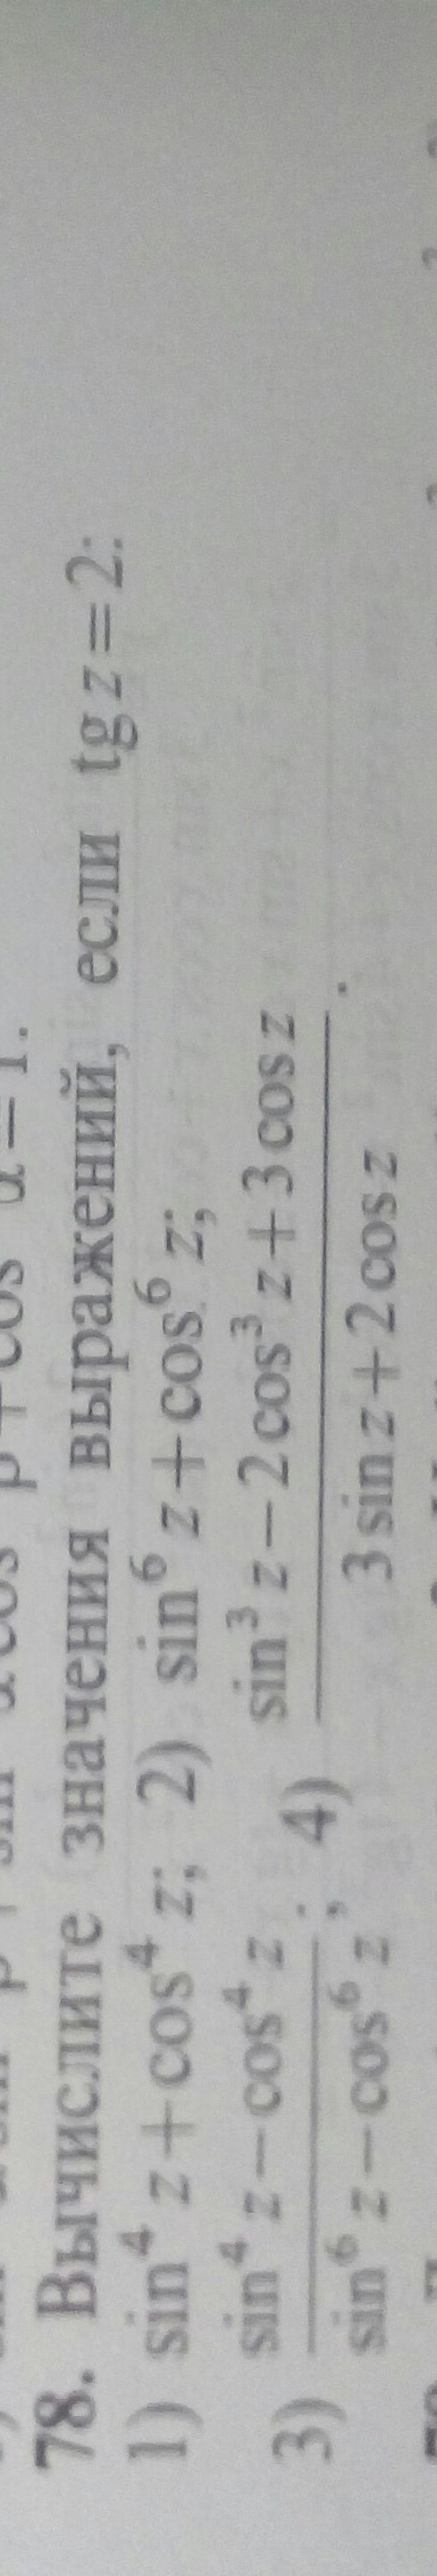 α=1.
78. Вычислите значения выражений, если tg z=2:
1) sin⁴ z+cos⁴ z; 2) sin⁶ z+cos⁶ z;
3) (sin⁴ z−cos⁴ z)/(sin⁶ z−cos⁶ z); 4) (sin³ z−2 cos³ z+3 cos z)/(3 sin z+2 cos z).